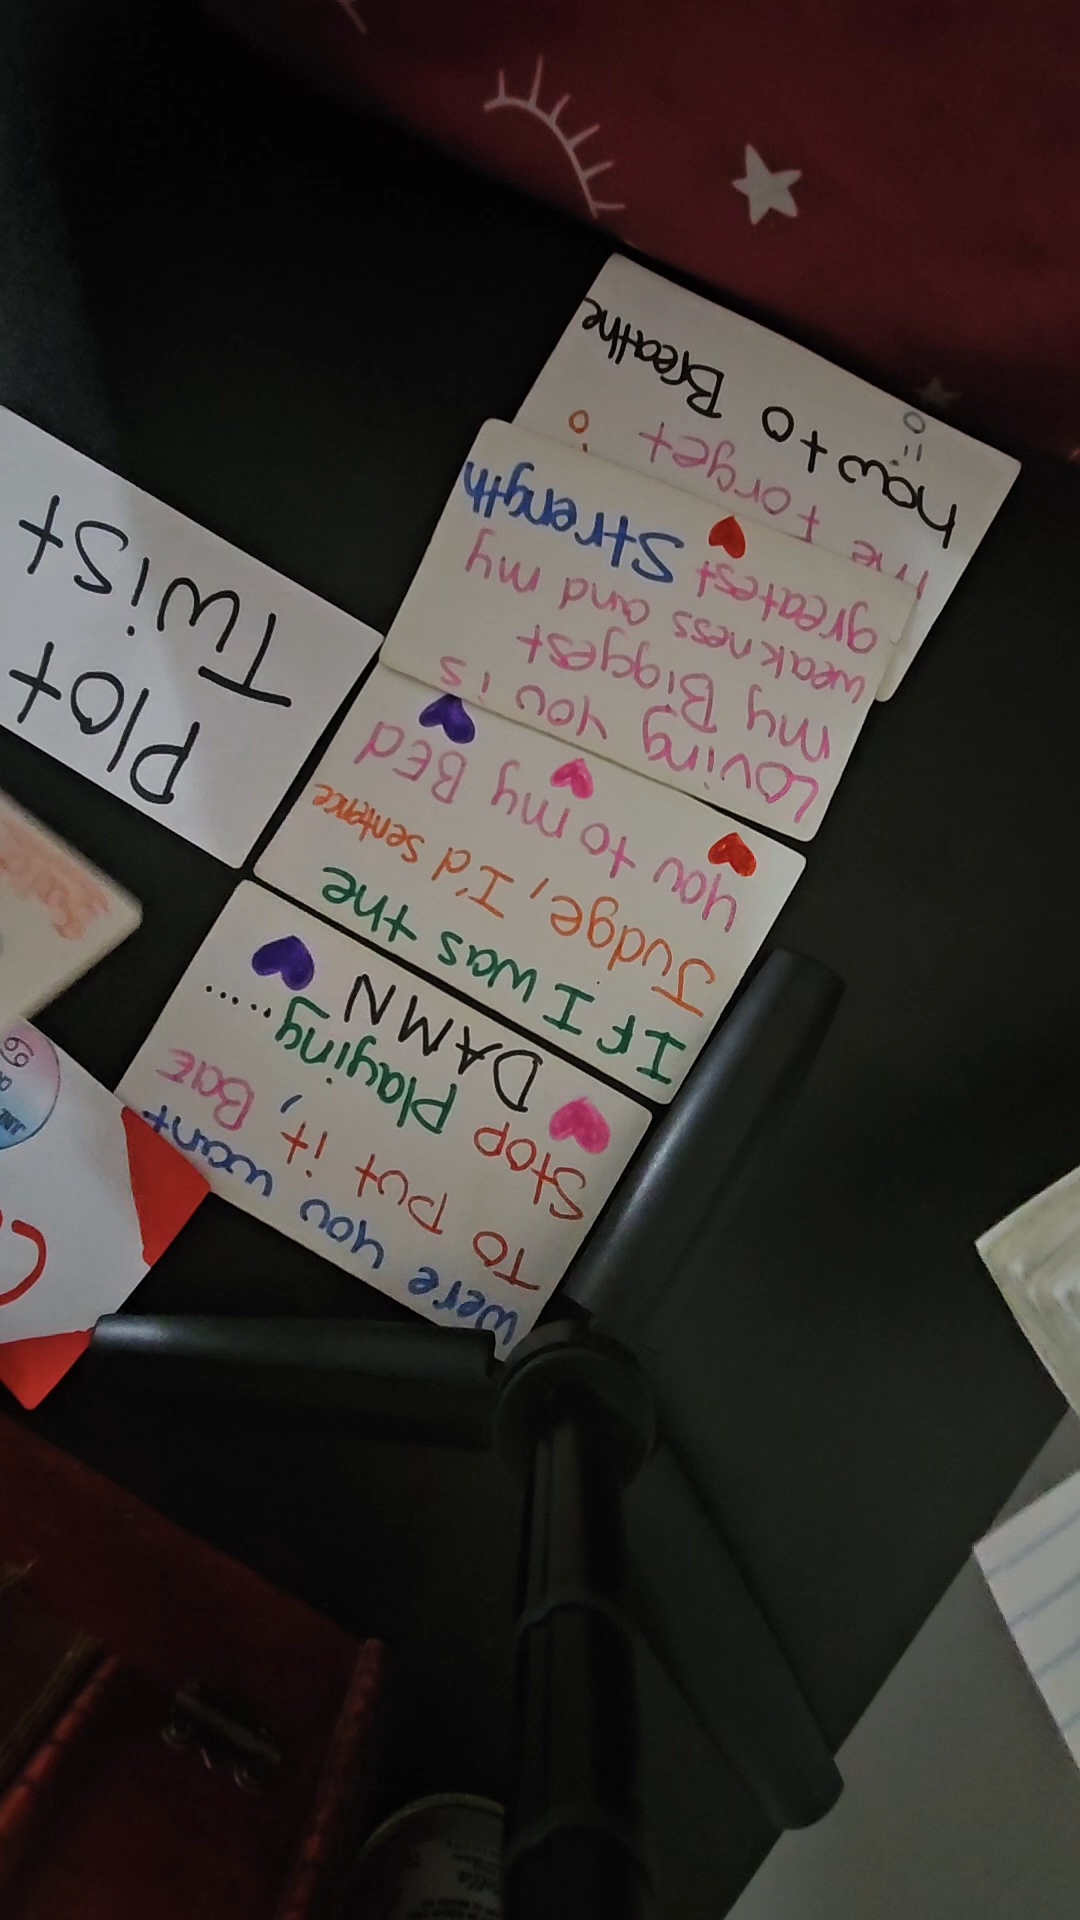 were you want
To put it, Bae
Stop Playing.....
DAMN
If I was the
Judge, I'd sentence
you to my BEd
Loving you is
my Biggest
weakness and my
greatest Strength
me Forget
how to Breathe
Plot
Twist